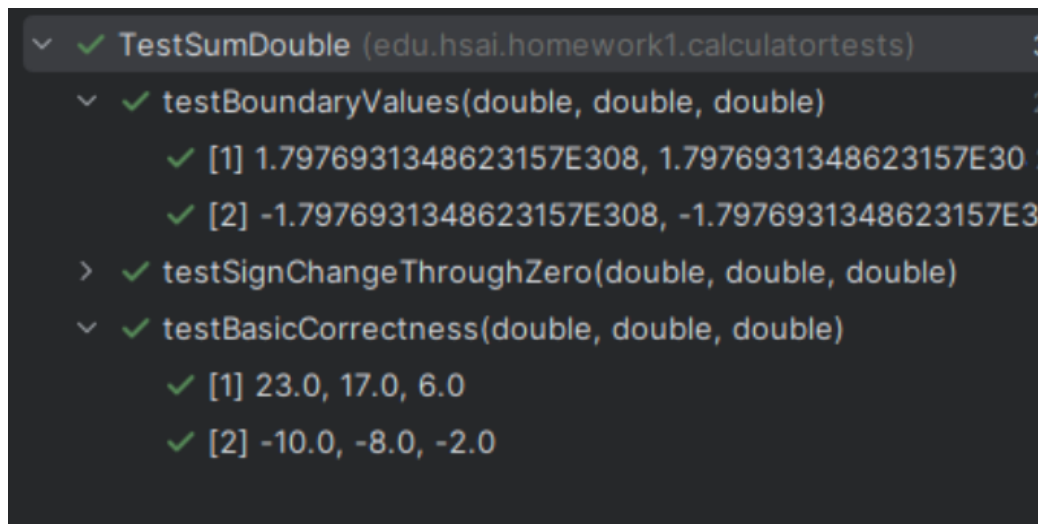 TestSumDouble (edu.hsai.homework1.calculatortests)
testBoundaryValues(double, double, double)
[1] 1.7976931348623157E308, 1.7976931348623157E30
[2] -1.7976931348623157E308, -1.7976931348623157E3
testSignChangeThroughZero(double, double, double)
testBasicCorrectness(double, double, double)
[1] 23.0, 17.0, 6.0
[2] -10.0, -8.0, -2.0